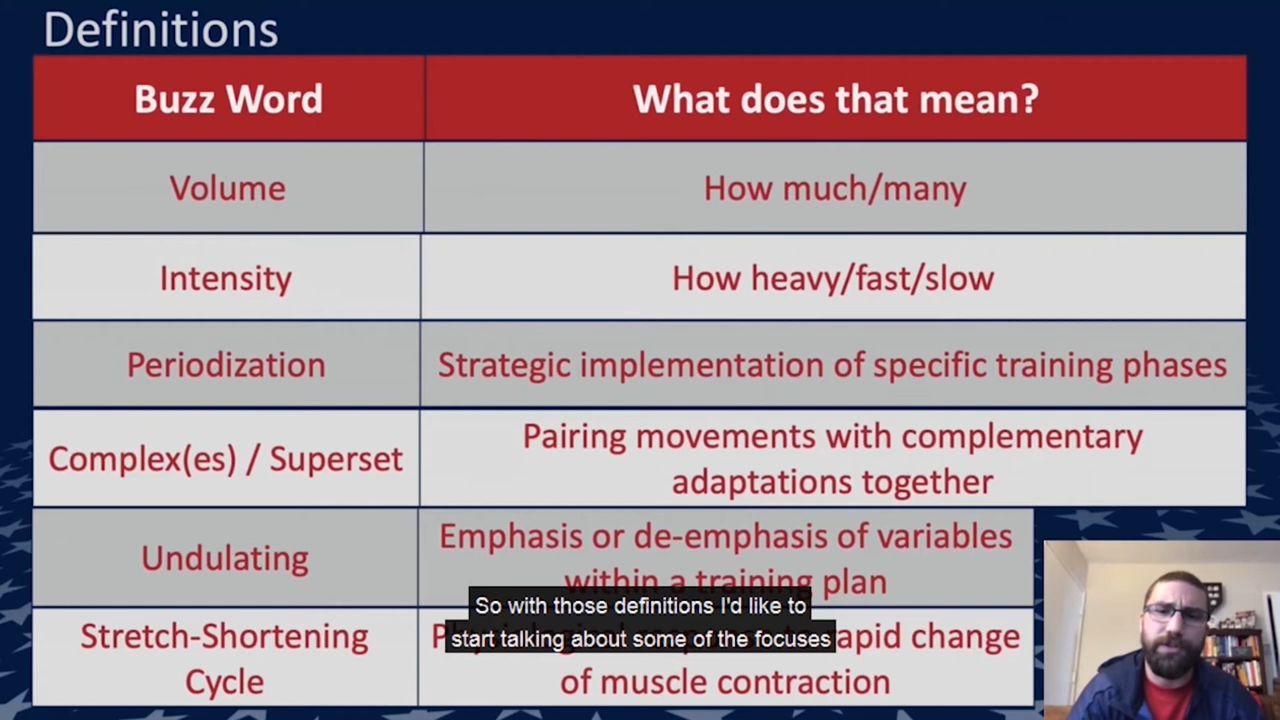 Definitions
Buzz Word
What does that mean?
Volume
How much/many
Intensity
How heavy/fast/slow
Periodization
Strategic implementation of specific training phases
Complex(es) / Superset
Pairing movements with complementary
adaptations together
Undulating
Emphasis or de-emphasis of variables
within a training plan
Stretch-Shortening
Cycle
rapid change
of muscle contraction
So with those definitions I'd like to
start talking about some of the focuses